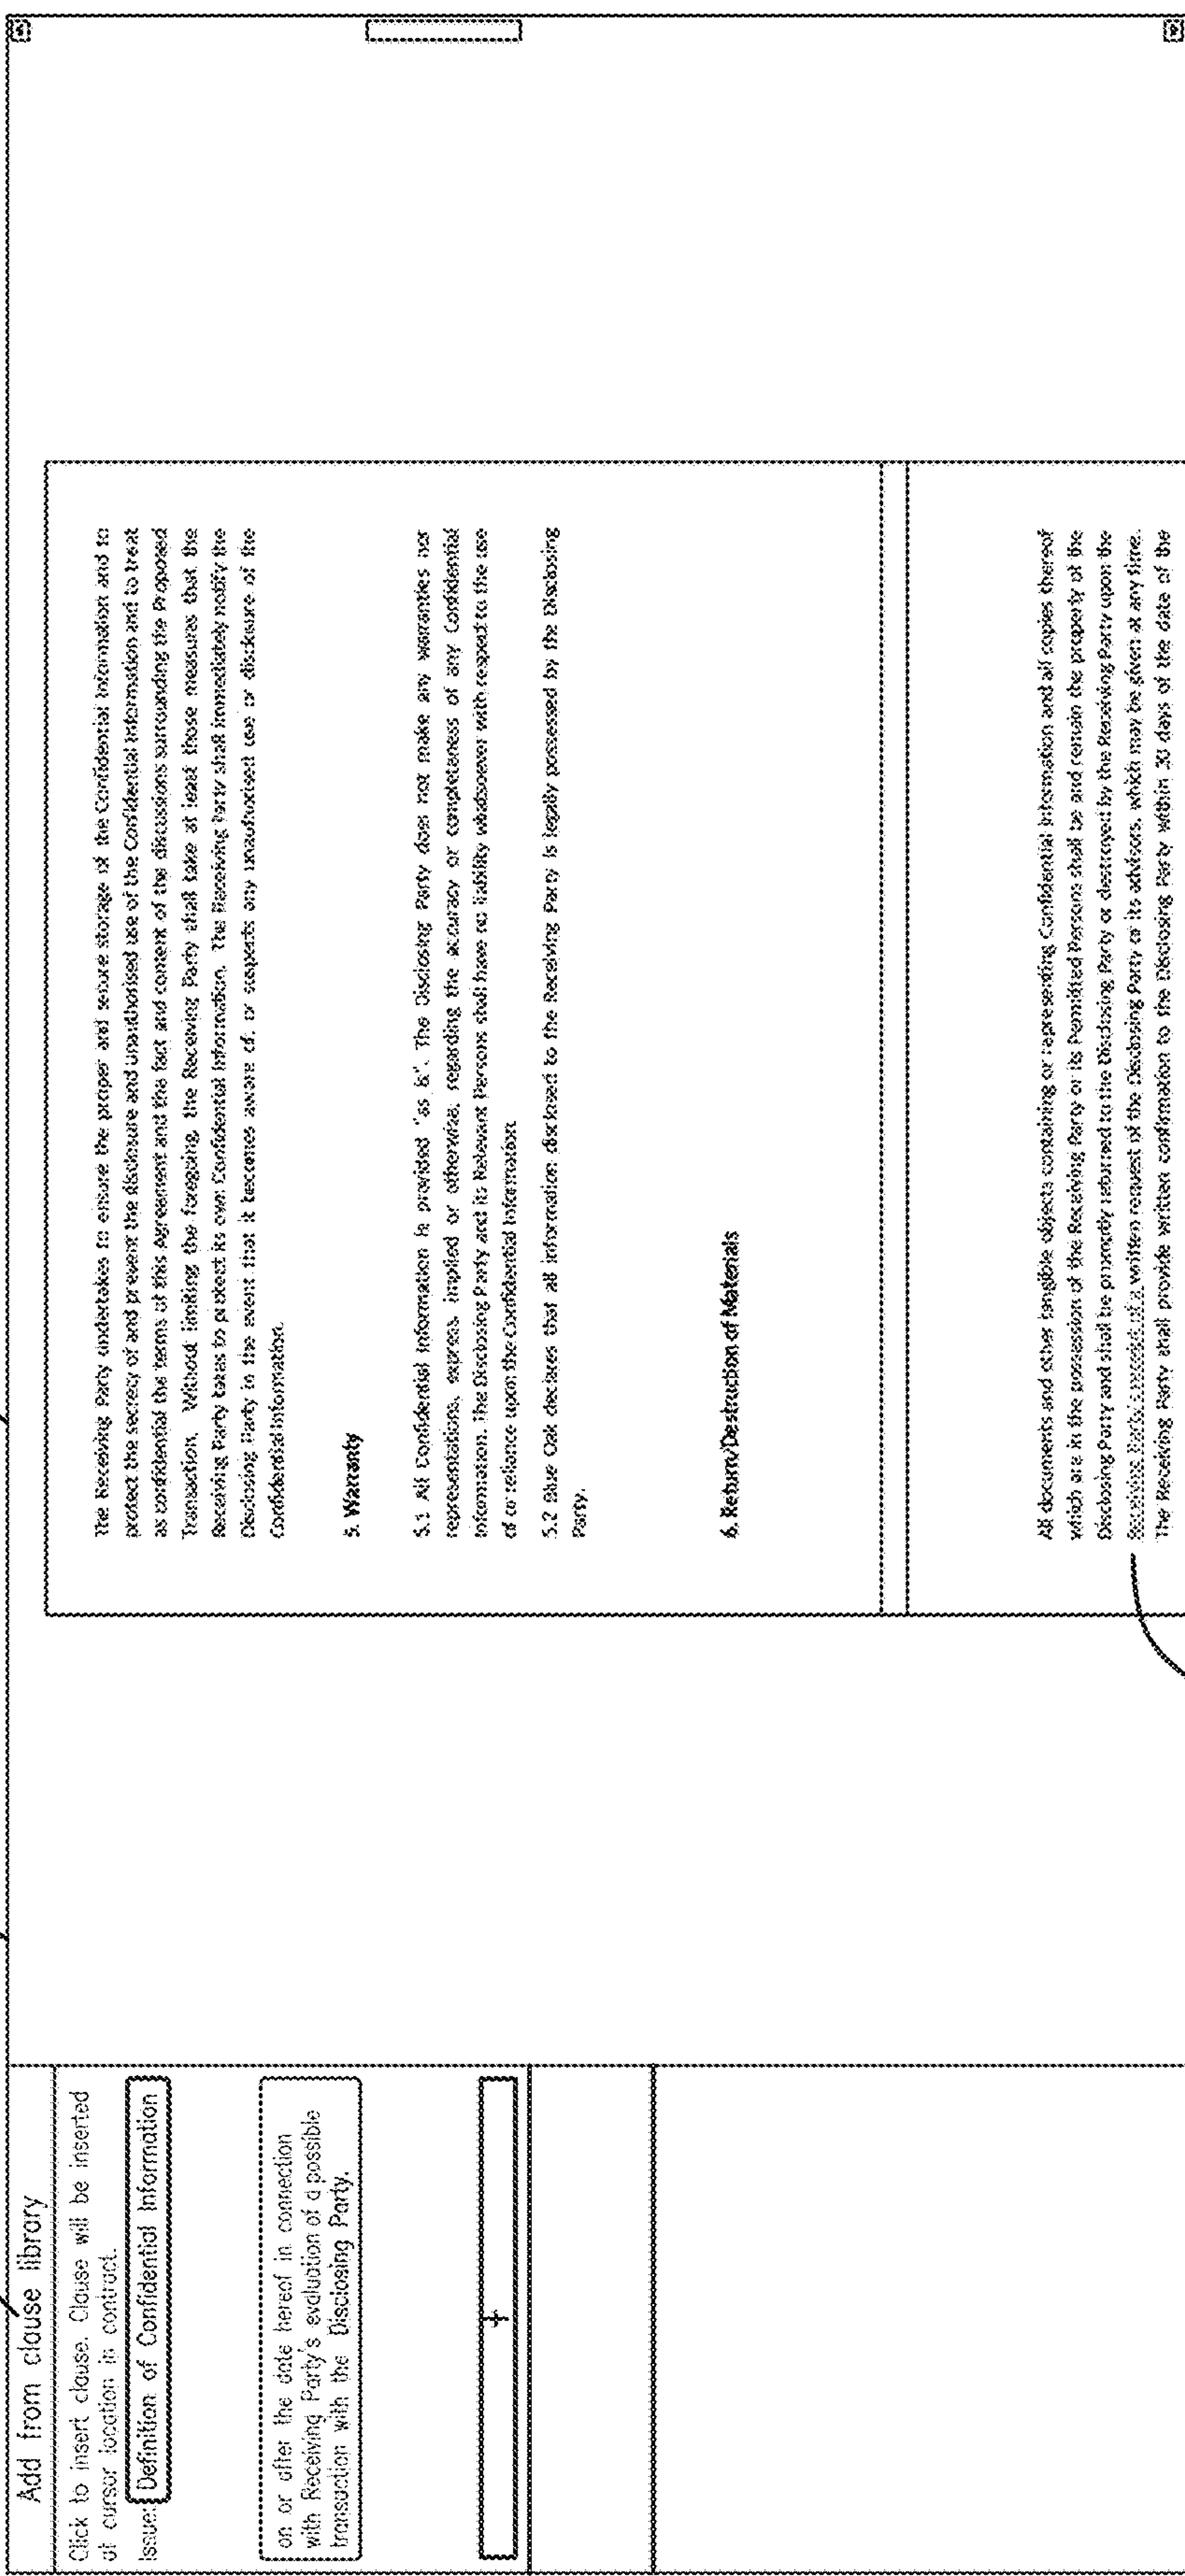 Add from clause library
Click to insert clause. Clause will be inserted
at cursor location in contract.
Issue: Definition of Confidential Information
on or after the date hereof in connection
with Receiving Party's evaluation of a possible
transaction with the Disclosing Party.
+
The Receiving Party undertakes to ensure the proper and secure storage of the Confidential Information and to
protect the secrecy of and prevent the disclosure and unauthorised use of the Confidential Information and to treat
as confidential the terms of this Agreement and the fact and content of the discussions surrounding the Proposed
Transaction. Without limiting the foregoing, the Receiving Party shall take at least those measures that the
Receiving Party takes to protect its own Confidential Information. The Receiving Party shall immediately notify the
Disclosing Party in the event that it becomes aware of, or suspects any unauthorised use or disclosure of the
Confidential Information.
5. Warranty
5.1 All Confidential Information is provided "as is". The Disclosing Party does not make any warranties nor
representations, express, implied or otherwise, regarding the accuracy or completeness of any Confidential
Information. The Disclosing Party and its Relevant Persons shall have no liability whatsoever with respect to the use
of or reliance upon the Confidential Information.
5.2 Blue Oak declares that all information disclosed to the Receiving Party is legally possessed by the Disclosing
Party.
6. Return/Destruction of Materials
All documents and other tangible objects containing or representing Confidential Information and all copies thereof
which are in the possession of the Receiving Party or its Permitted Persons shall be and remain the property of the
Disclosing Party and shall be promptly returned to the Disclosing Party or destroyed by the Receiving Party upon the
Receiving Party's receipt of a written request of the Disclosing Party or its advisors, which may be given at any time.
The Receiving Party shall provide written confirmation to the Disclosing Party within 30 days of the date of the